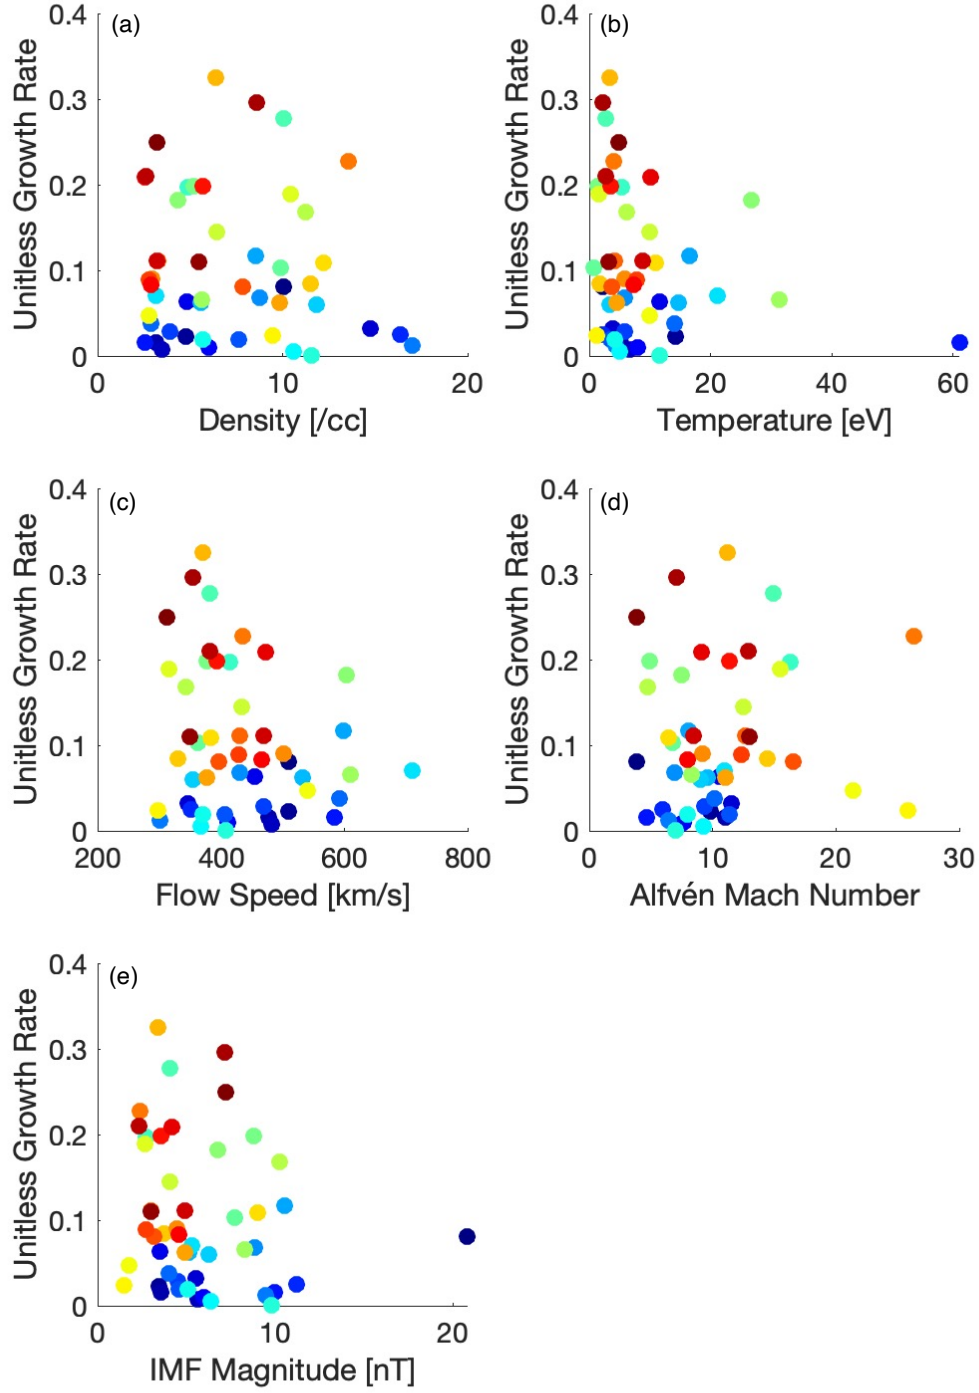 (a)
Unitless Growth Rate
0.4
0.3
0.2
0.1
0
0 10 20
Density [/cc]
(b)
Unitless Growth Rate
0.4
0.3
0.2
0.1
0
0 20 40 60
Temperature [eV]
(c)
Unitless Growth Rate
0.4
0.3
0.2
0.1
0
200 400 600 800
Flow Speed [km/s]
(d)
Unitless Growth Rate
0.4
0.3
0.2
0.1
0
0 10 20 30
Alfvén Mach Number
(e)
Unitless Growth Rate
0.4
0.3
0.2
0.1
0
0 10 20
IMF Magnitude [nT]